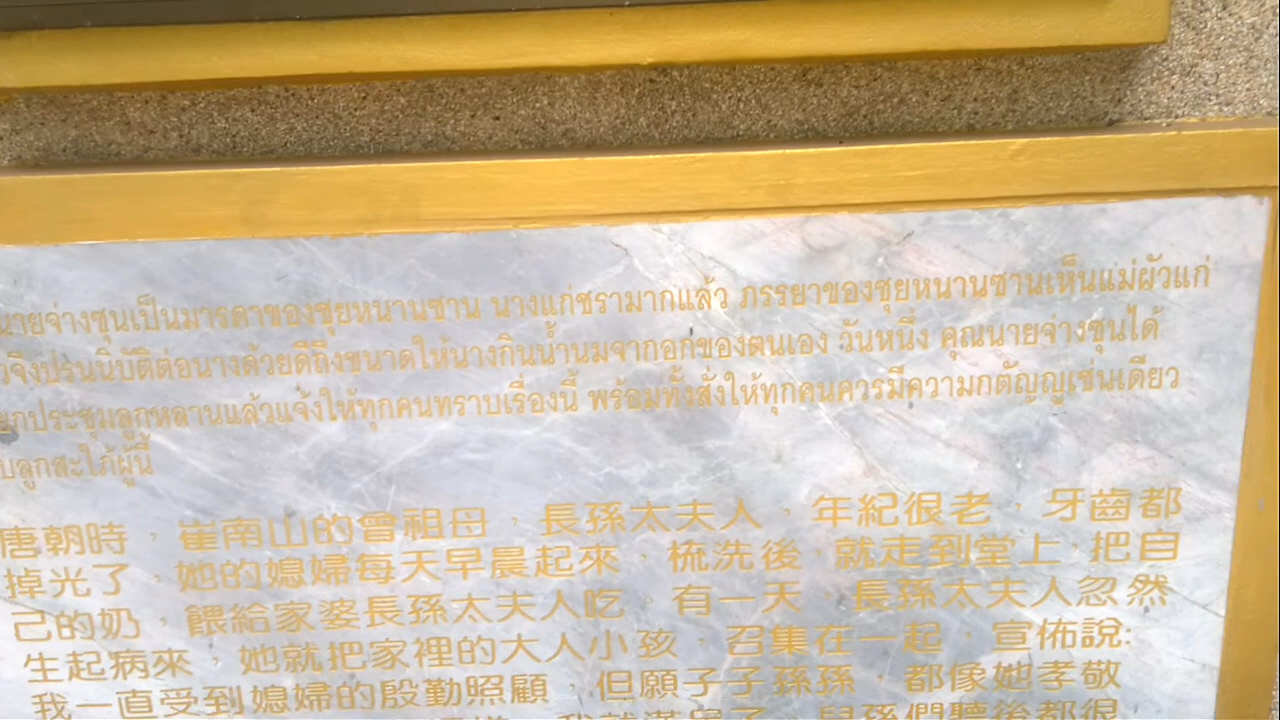 นายจ่างซุนเป็นมารดาของซุยหนานซาน นางแก่ชรามากแล้ว ภรรยาของซุยหนานซานเห็นแม่ผัวแก่
จึงปรนนิบัติต่อนางด้วยดีถึงขนาดให้นางกินน้ำนมจากอกของตนเอง วันหนึ่ง คุณนายจ่างซุนได้
ยกประชุมลูกหลานแล้วแจ้งให้ทุกคนทราบเรื่องนี้ พร้อมทั้งสั่งให้ทุกคนควรมีความกตัญญูเช่นเดียว
บลูกสะใภ้ผู้นี้
唐朝時，崔南山的曾祖母，長孫太夫人，年紀很老，牙齒都
掉光了，她的媳婦每天早晨起來，梳洗後，就走到堂上，把自
己的奶，餵給家婆長孫太夫人吃，有一天，長孫太夫人忽然
生起病來，她就把家裡的大人小孩，召集在一起，宣佈說:
我一直受到媳婦的殷勤照顧，但願子子孫孫，都像她孝敬
我就滿足了，兒孫們聽後都很